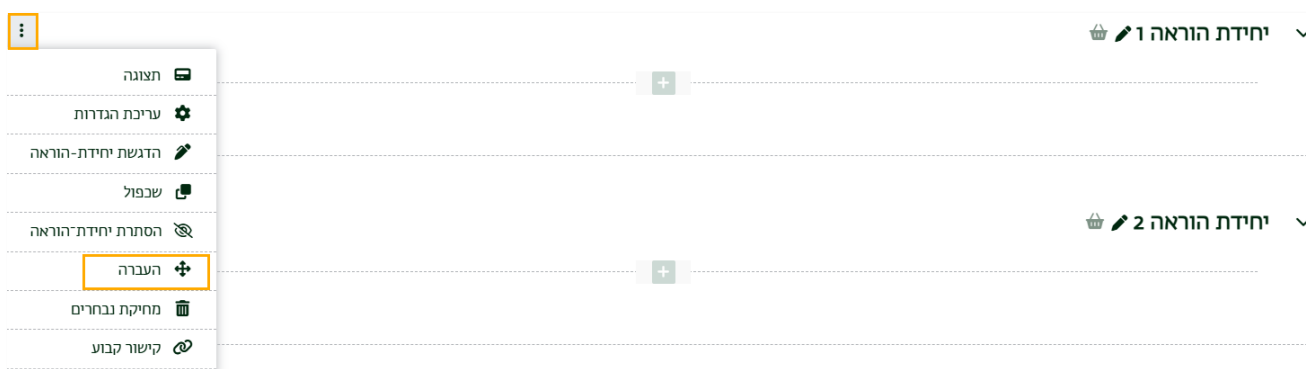 יחידת הוראה 1
תצוגה
עריכת הגדרות
הדגשת יחידת-הוראה
שכפול
יחידת הוראה 2
הסתרת יחידת־הוראה
העברה
מחיקת נבחרים
קישור קבוע